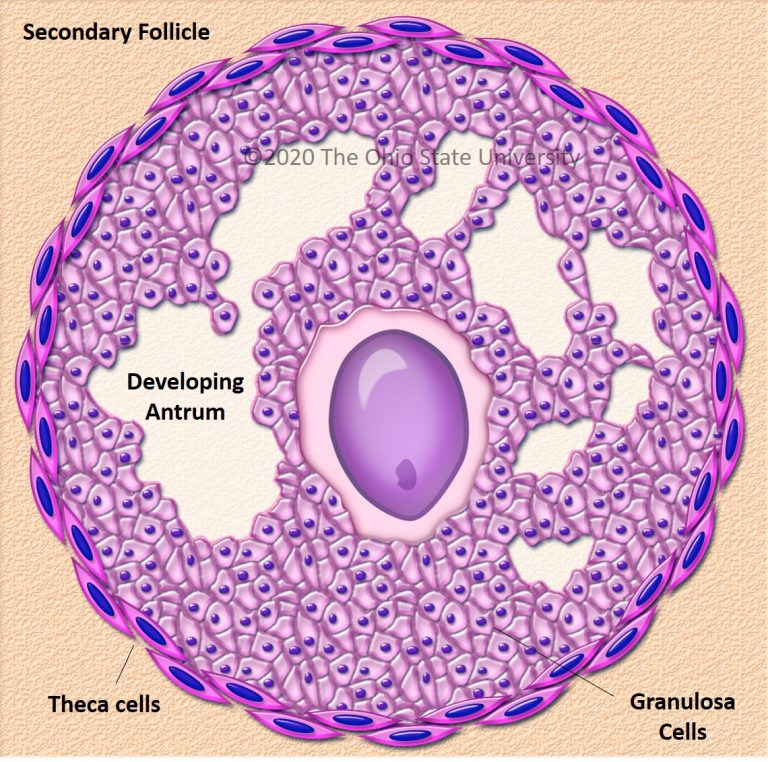 Secondary Follicle
©2020 The Ohio State University
Developing
Antrum
Theca cells
Granulosa
Cells